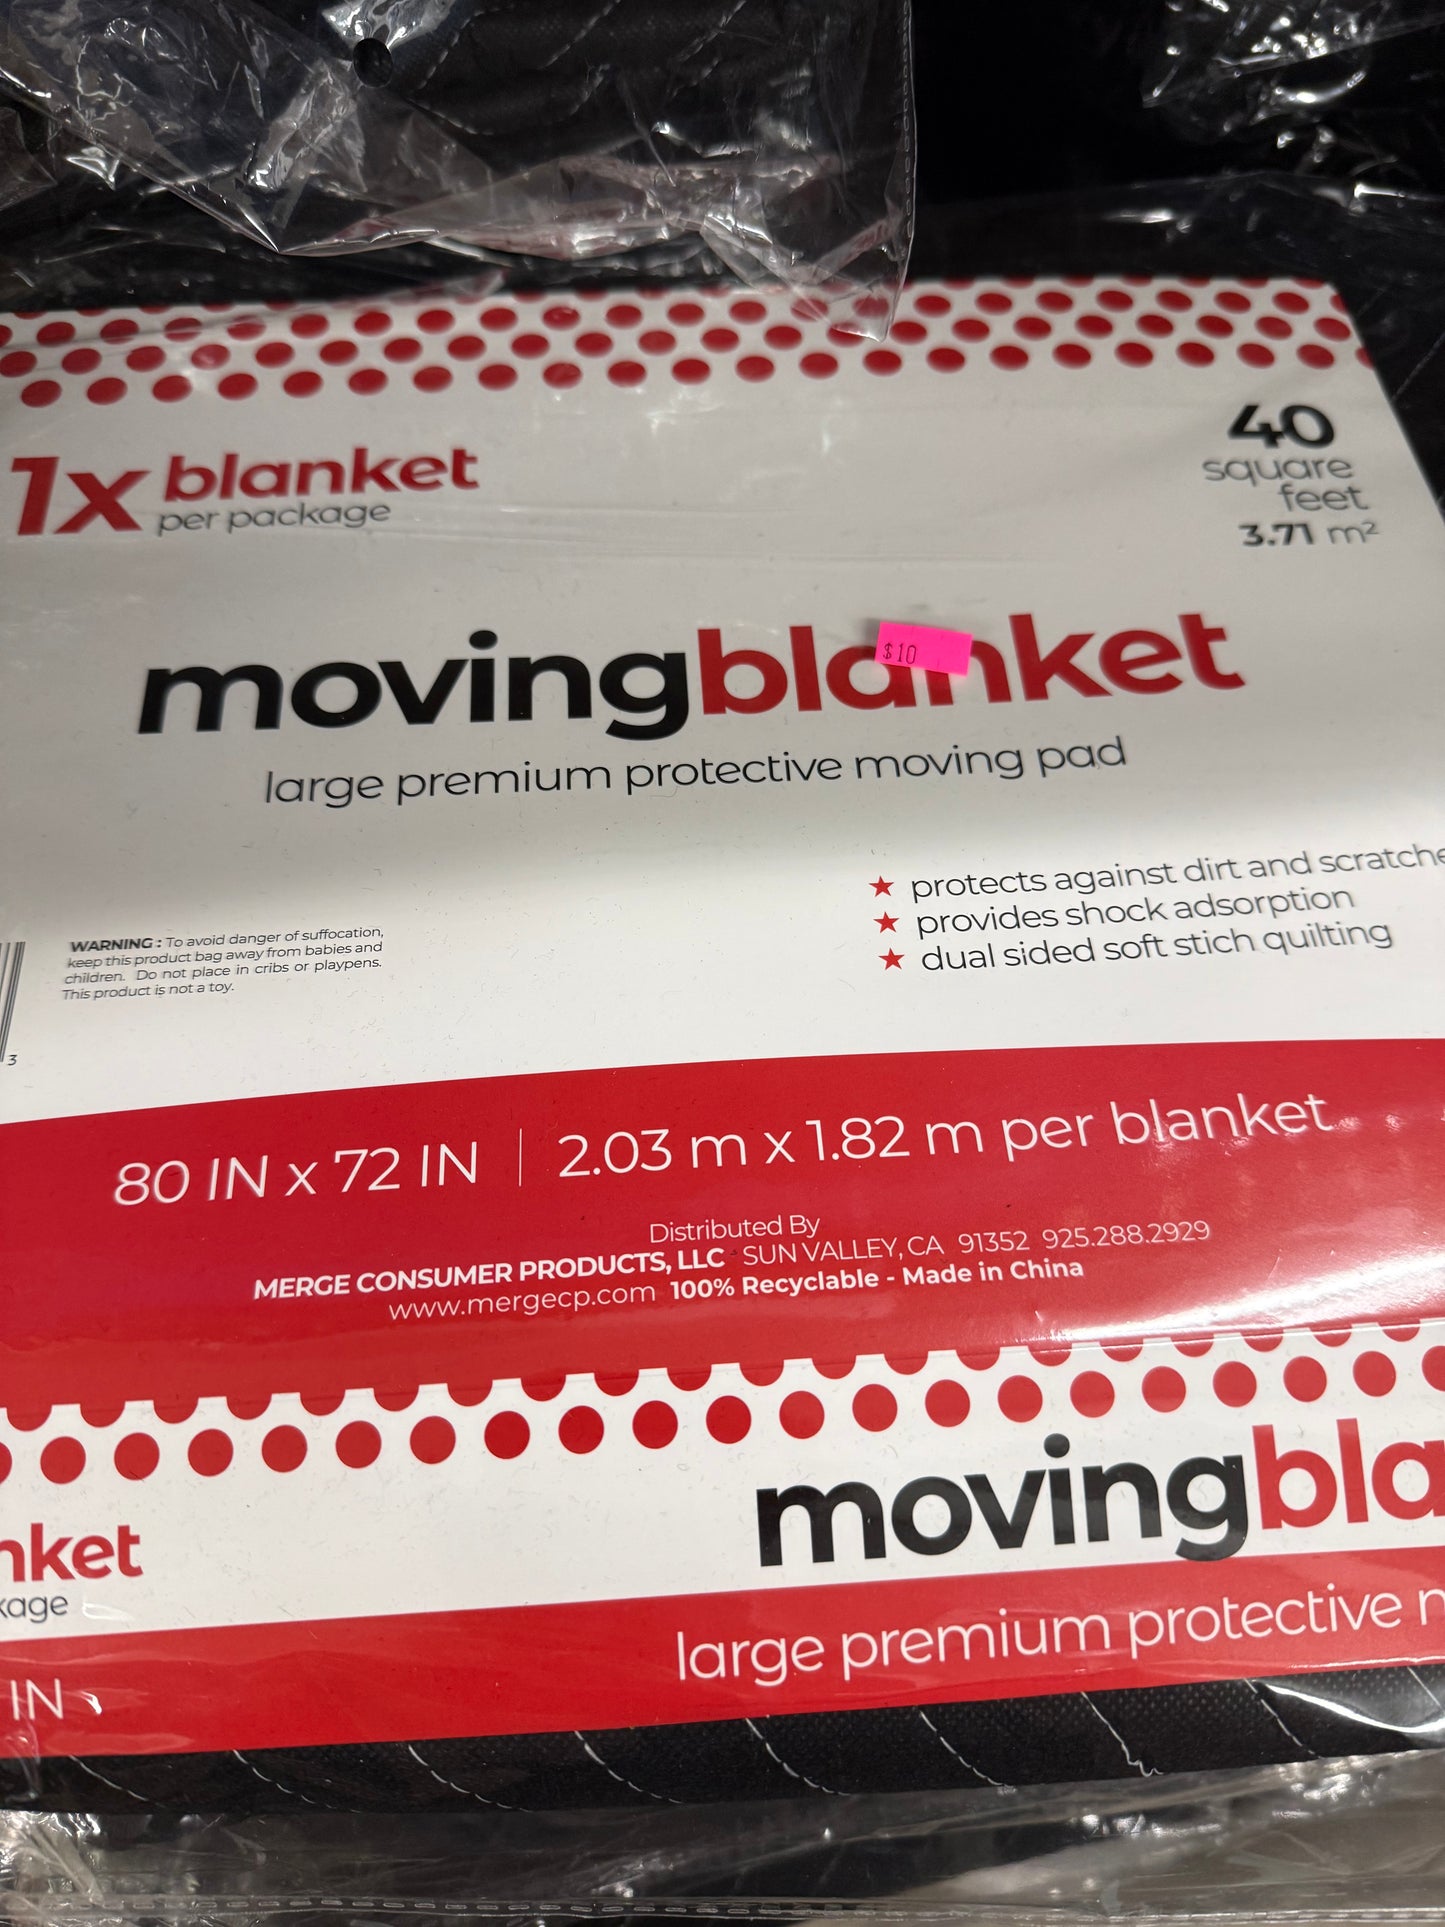 1x blanket
per package
40
square
feet
3.71 m²
movingblanket
$10
large premium protective moving pad
★ protects against dirt and scratche
★ provides shock adsorption
★ dual sided soft stich quilting
WARNING : To avoid danger of suffocation,
keep this product bag away from babies and
children. Do not place in cribs or playpens.
This product is not a toy.
3
80 IN x 72 IN | 2.03 m x 1.82 m per blanket
Distributed By
MERGE CONSUMER PRODUCTS, LLC · SUN VALLEY, CA 91352 925.288.2929
www.mergecp.com 100% Recyclable - Made in China
nket
kage
IN
movingbla
large premium protective